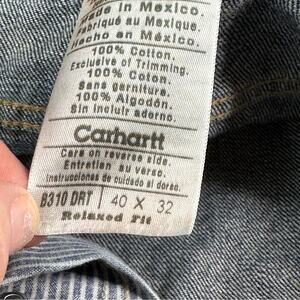 Made in Mexico.
Fabriqué au Mexique.
Hecho en México.
100% Cotton.
Exclusive of Trimming.
100% Coton.
Sans garniture.
100% Algodón.
Sin incluir adorno.
Carhartt
Care on reverse side.
Entretien au verso.
Instrucciones de cuidado al dorso.
B310 DRT 40 X 32
Relaxed Fit